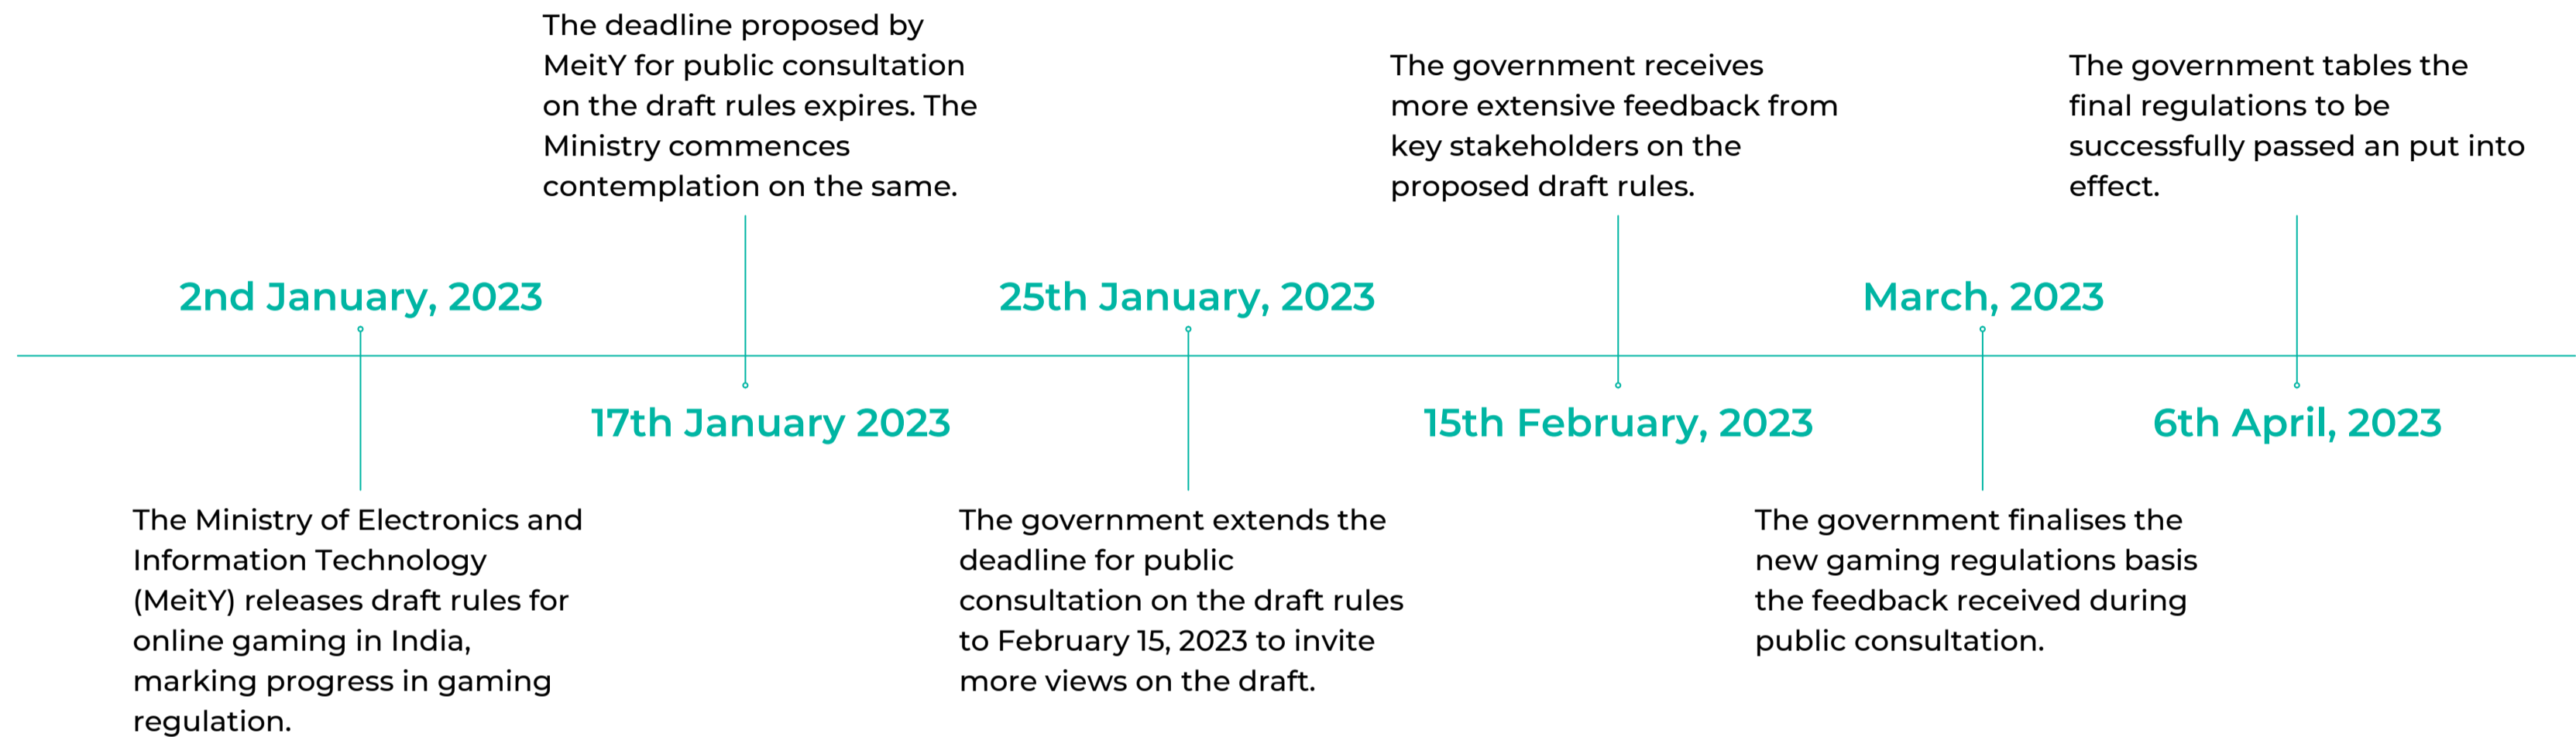 2nd January, 2023
The Ministry of Electronics and
Information Technology
(MeitY) releases draft rules for
online gaming in India,
marking progress in gaming
regulation.
The deadline proposed by
MeitY for public consultation
on the draft rules expires. The
Ministry commences
contemplation on the same.
17th January 2023
25th January, 2023
The government extends the
deadline for public
consultation on the draft rules
to February 15, 2023 to invite
more views on the draft.
The government receives
more extensive feedback from
key stakeholders on the
proposed draft rules.
15th February, 2023
March, 2023
The government finalises the
new gaming regulations basis
the feedback received during
public consultation.
The government tables the
final regulations to be
successfully passed an put into
effect.
6th April, 2023